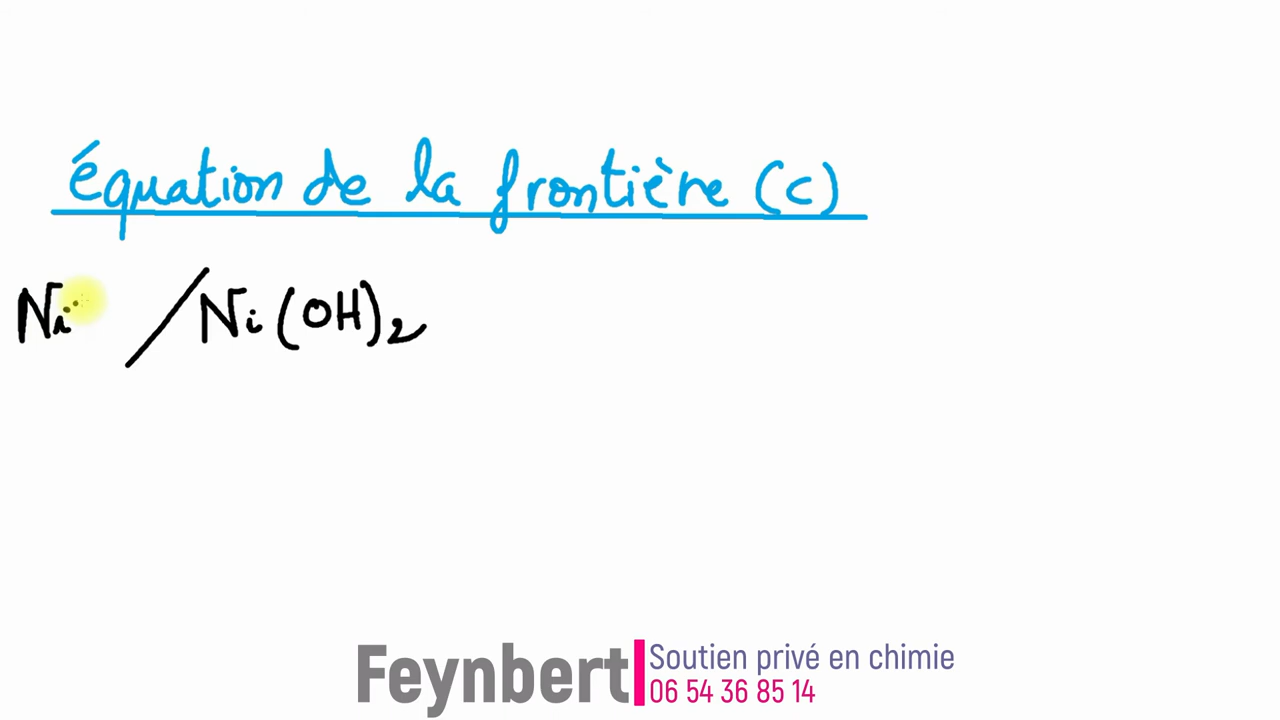 équation de la frontière (c)
Ni / Ni(OH)2
Feynbert
Soutien privé en chimie
06 54 36 85 14